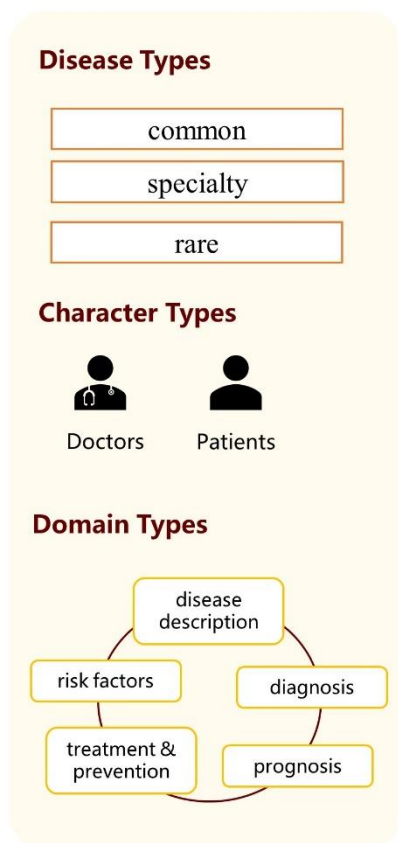 Disease Types
common
specialty
rare
Character Types
Doctors
Patients
Domain Types
disease
description
risk factors
diagnosis
treatment &
prevention
prognosis